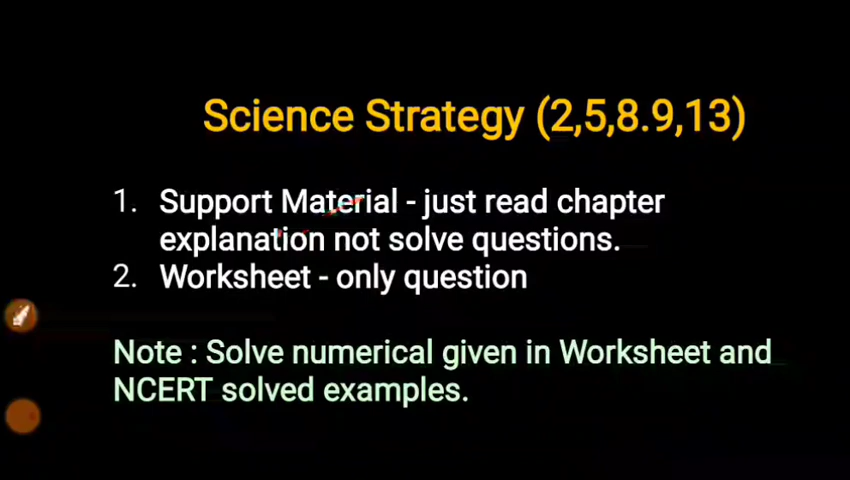 Science Strategy (2,5,8.9,13)
1. Support Material - just read chapter
explanation not solve questions.
2. Worksheet - only question
Note : Solve numerical given in Worksheet and
NCERT solved examples.